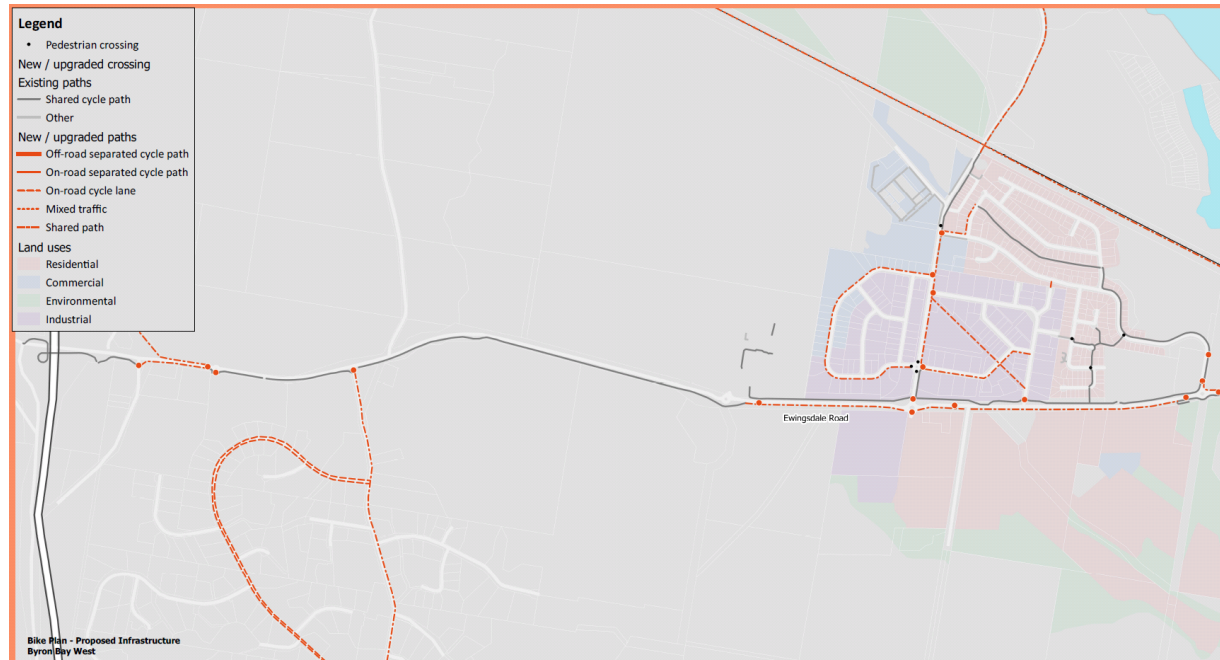 Legend
Pedestrian crossing
New / upgraded crossing
Existing paths
Shared cycle path
Other
New / upgraded paths
Off-road separated cycle path
On-road separated cycle path
On-road cycle lane
Mixed traffic
Shared path
Land uses
Residential
Commercial
Environmental
Industrial
Ewingsdale Road
Bike Plan - Proposed Infrastructure
Byron Bay West